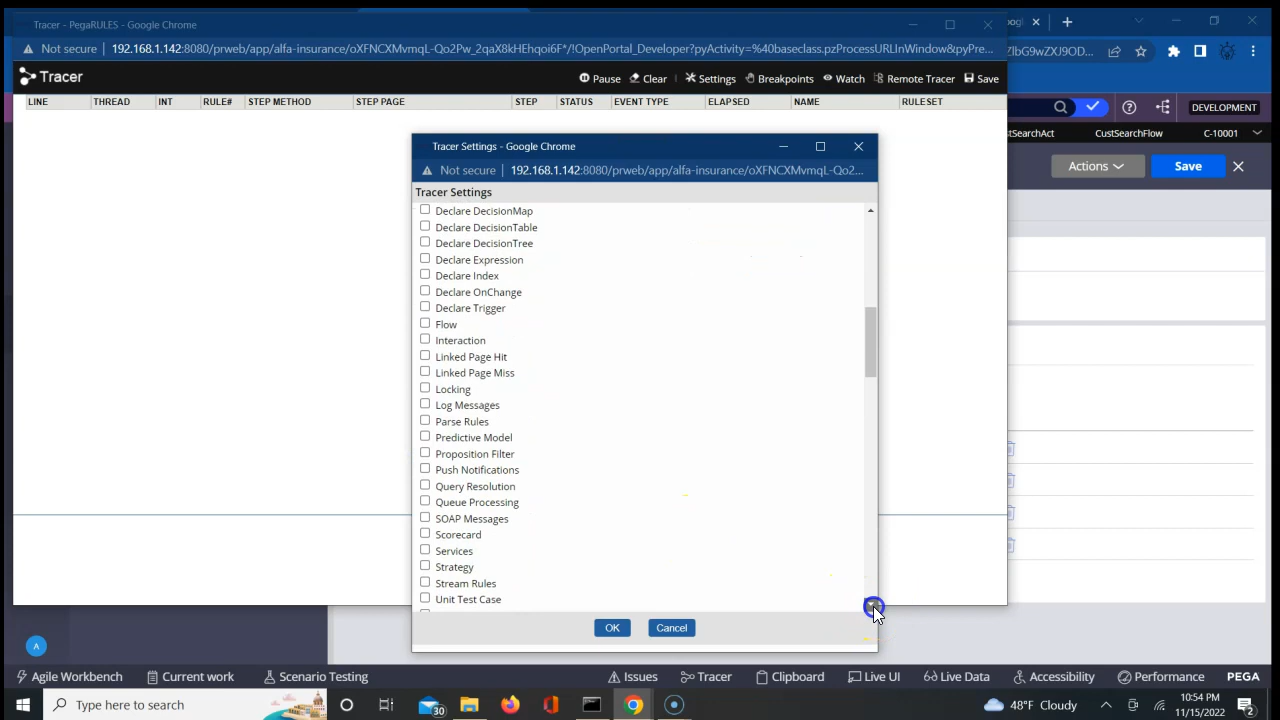 Tracer - PegaRULES - Google Chrome
Not secure 192.168.1.142:8080/prweb/app/alfa-insurance/oXFNCXMvmqL-Qo2Pw_2qaX8kHEhqoi6F*/!OpenPortal_Developer?pyActivity=%40baseclass.pzProcessURLInWindow&pyPre...
Tracer
Pause Clear Settings Breakpoints Watch Remote Tracer Save
LINE THREAD INT RULE# STEP METHOD STEP PAGE STEP STATUS EVENT TYPE ELAPSED NAME RULESET
DEVELOPMENT
stSearchAct CustSearchFlow C-10001
Actions Save
Tracer Settings - Google Chrome
Not secure 192.168.1.142:8080/prweb/app/alfa-insurance/oXFNCXMvmqL-Qo2...
Tracer Settings
Declare DecisionMap
Declare DecisionTable
Declare DecisionTree
Declare Expression
Declare Index
Declare OnChange
Declare Trigger
Flow
Interaction
Linked Page Hit
Linked Page Miss
Locking
Log Messages
Parse Rules
Predictive Model
Proposition Filter
Push Notifications
Query Resolution
Queue Processing
SOAP Messages
Scorecard
Services
Strategy
Stream Rules
Unit Test Case
OK Cancel
A
Agile Workbench Current work Scenario Testing Issues Tracer Clipboard Live UI Live Data Accessibility Performance PEGA
Type here to search
30
48°F Cloudy
10:54 PM
11/15/2022
2